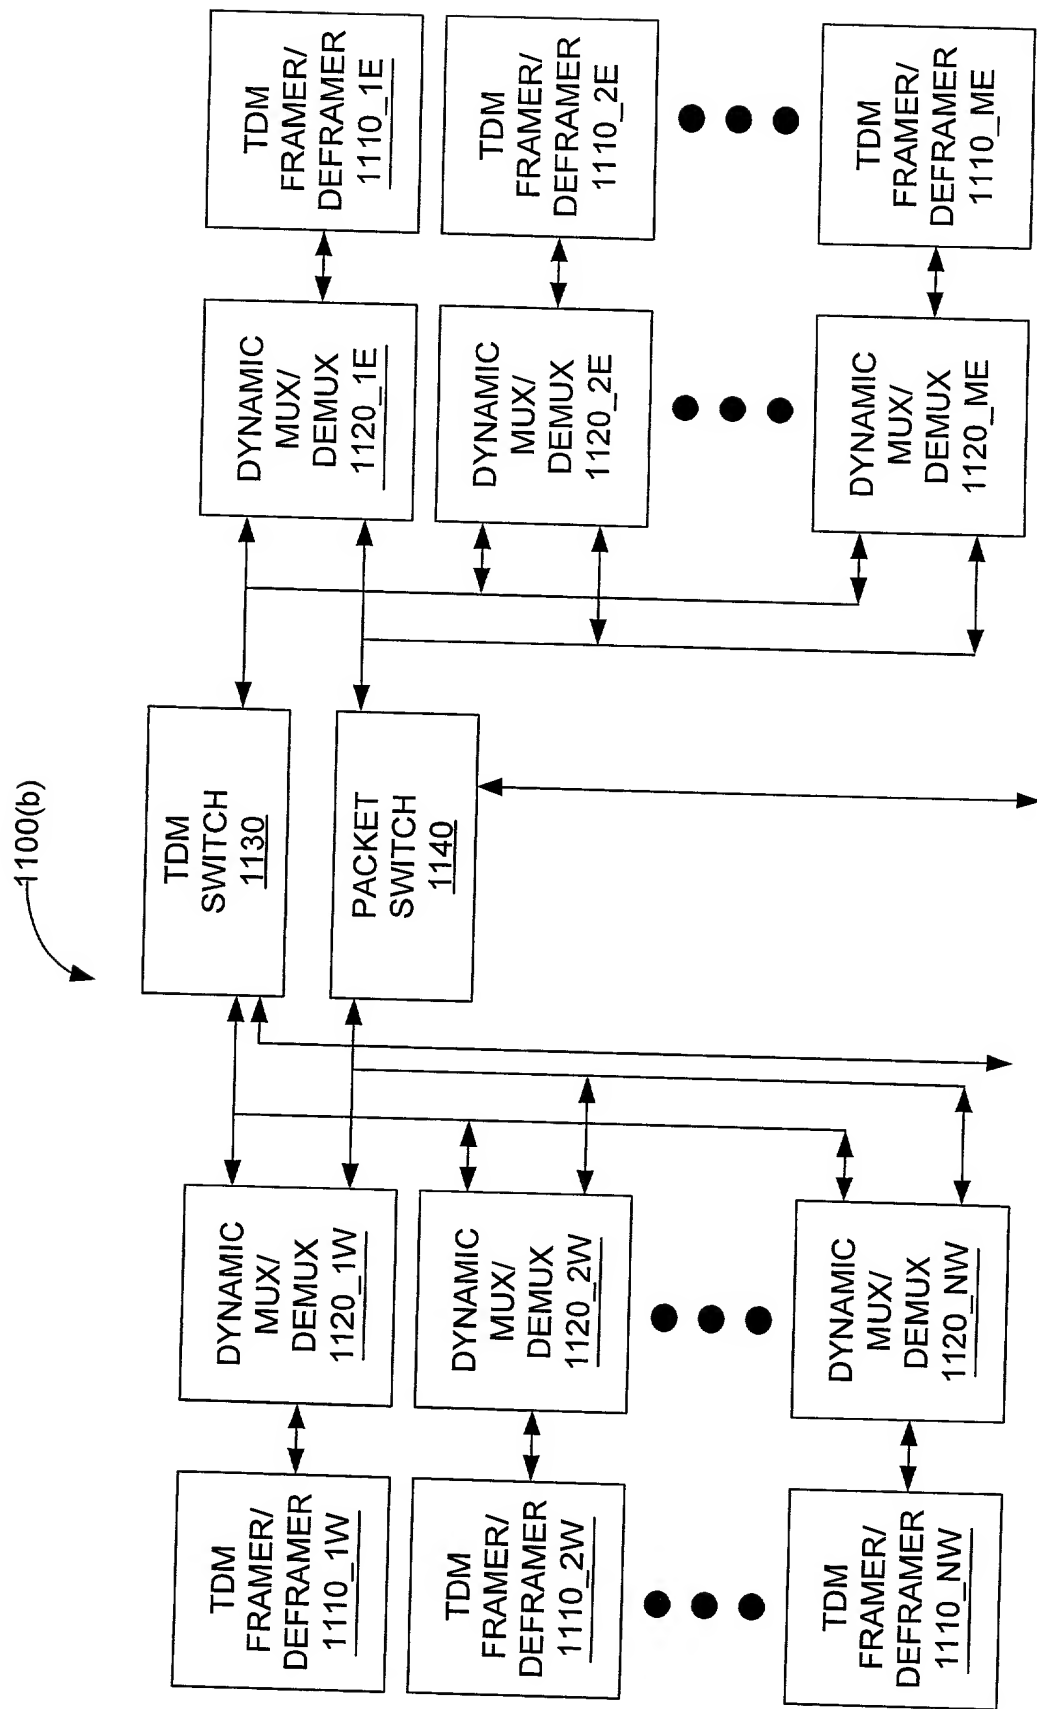 1100(b)
TDM
FRAMER/
DEFRAMER
1110_1W
DYNAMIC
MUX/
DEMUX
1120_1W
TDM
SWITCH
1130
DYNAMIC
MUX/
DEMUX
1120_1E
TDM
FRAMER/
DEFRAMER
1110_1E
PACKET
SWITCH
1140
TDM
FRAMER/
DEFRAMER
1110_2W
DYNAMIC
MUX/
DEMUX
1120_2W
DYNAMIC
MUX/
DEMUX
1120_2E
TDM
FRAMER/
DEFRAMER
1110_2E
TDM
FRAMER/
DEFRAMER
1110_NW
DYNAMIC
MUX/
DEMUX
1120_NW
DYNAMIC
MUX/
DEMUX
1120_ME
TDM
FRAMER/
DEFRAMER
1110_ME